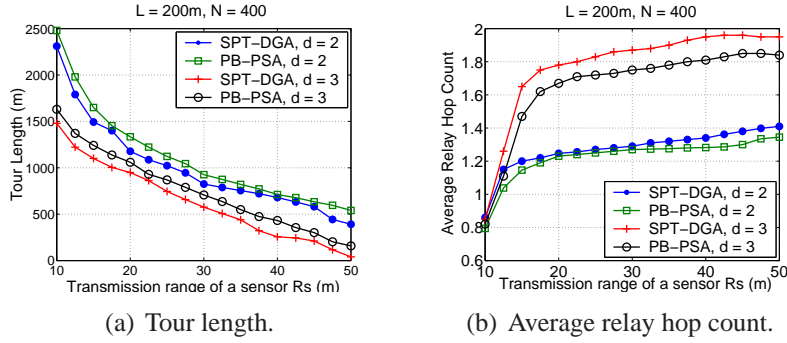 L = 200m, N = 400
2500
2000
1500
1000
500
0
Tour Length (m)
SPT−DGA, d = 2
PB−PSA, d = 2
SPT−DGA, d = 3
PB−PSA, d = 3
10 20 30 40 50
Transmission range of a sensor Rs (m)
(a) Tour length.
L = 200m, N = 400
2
1.8
1.6
1.4
1.2
1
0.8
0.6
Average Relay Hop Count
SPT−DGA, d = 2
PB−PSA, d = 2
SPT−DGA, d = 3
PB−PSA, d = 3
10 20 30 40 50
Transmission range of a sensor Rs (m)
(b) Average relay hop count.